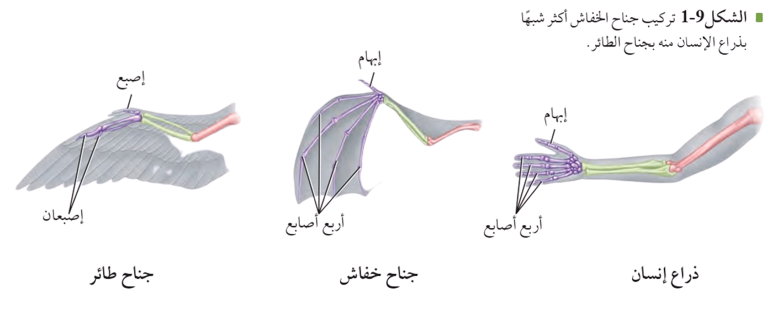 الشكل 9-1 تركيب جناح الخفاش أكثر شبهًا
بذراع الإنسان منه بجناح الطائر.
إبهام
أربع أصابع
ذراع إنسان
إبهام
أربع أصابع
جناح خفاش
إصبع
إصبعان
جناح طائر